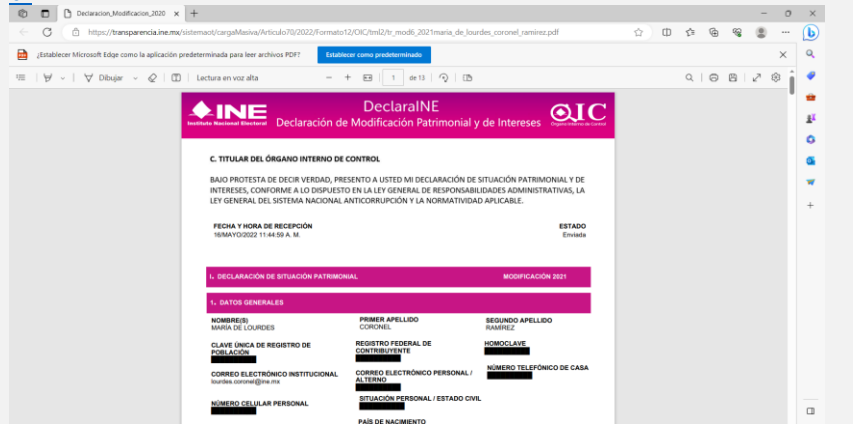 Declaracion_Modificacion_2020
https://transparencia.ine.mx/sistemaot/cargaMasiva/Articulo70/2022/Formato12/OIC/tml2/tr_mod6_2021maria_de_lourdes_coronel_ramirez.pdf
¿Establecer Microsoft Edge como la aplicación predeterminada para leer archivos PDF? Establecer como predeterminado
Dibujar Lectura en voz alta 1 de 13
INE
Instituto Nacional Electoral
DeclaraINE
Declaración de Modificación Patrimonial y de Intereses
OIC
Órgano Interno de Control
C. TITULAR DEL ÓRGANO INTERNO DE CONTROL
BAJO PROTESTA DE DECIR VERDAD, PRESENTO A USTED MI DECLARACIÓN DE SITUACIÓN PATRIMONIAL Y DE
INTERESES, CONFORME A LO DISPUESTO EN LA LEY GENERAL DE RESPONSABILIDADES ADMINISTRATIVAS, LA
LEY GENERAL DEL SISTEMA NACIONAL ANTICORRUPCIÓN Y LA NORMATIVIDAD APLICABLE.
FECHA Y HORA DE RECEPCIÓN ESTADO
16/MAYO/2022 11:44:59 A. M. Enviada
I. DECLARACIÓN DE SITUACIÓN PATRIMONIAL MODIFICACIÓN 2021
1. DATOS GENERALES
NOMBRE(S) PRIMER APELLIDO SEGUNDO APELLIDO
MARÍA DE LOURDES CORONEL RAMÍREZ
CLAVE ÚNICA DE REGISTRO DE POBLACIÓN
REGISTRO FEDERAL DE CONTRIBUYENTE
HOMOCLAVE
CORREO ELECTRÓNICO INSTITUCIONAL
lourdes.coronel@ine.mx
CORREO ELECTRÓNICO PERSONAL /
ALTERNO
NÚMERO TELEFÓNICO DE CASA
NÚMERO CELULAR PERSONAL
SITUACIÓN PERSONAL / ESTADO CIVIL
PAÍS DE NACIMIENTO